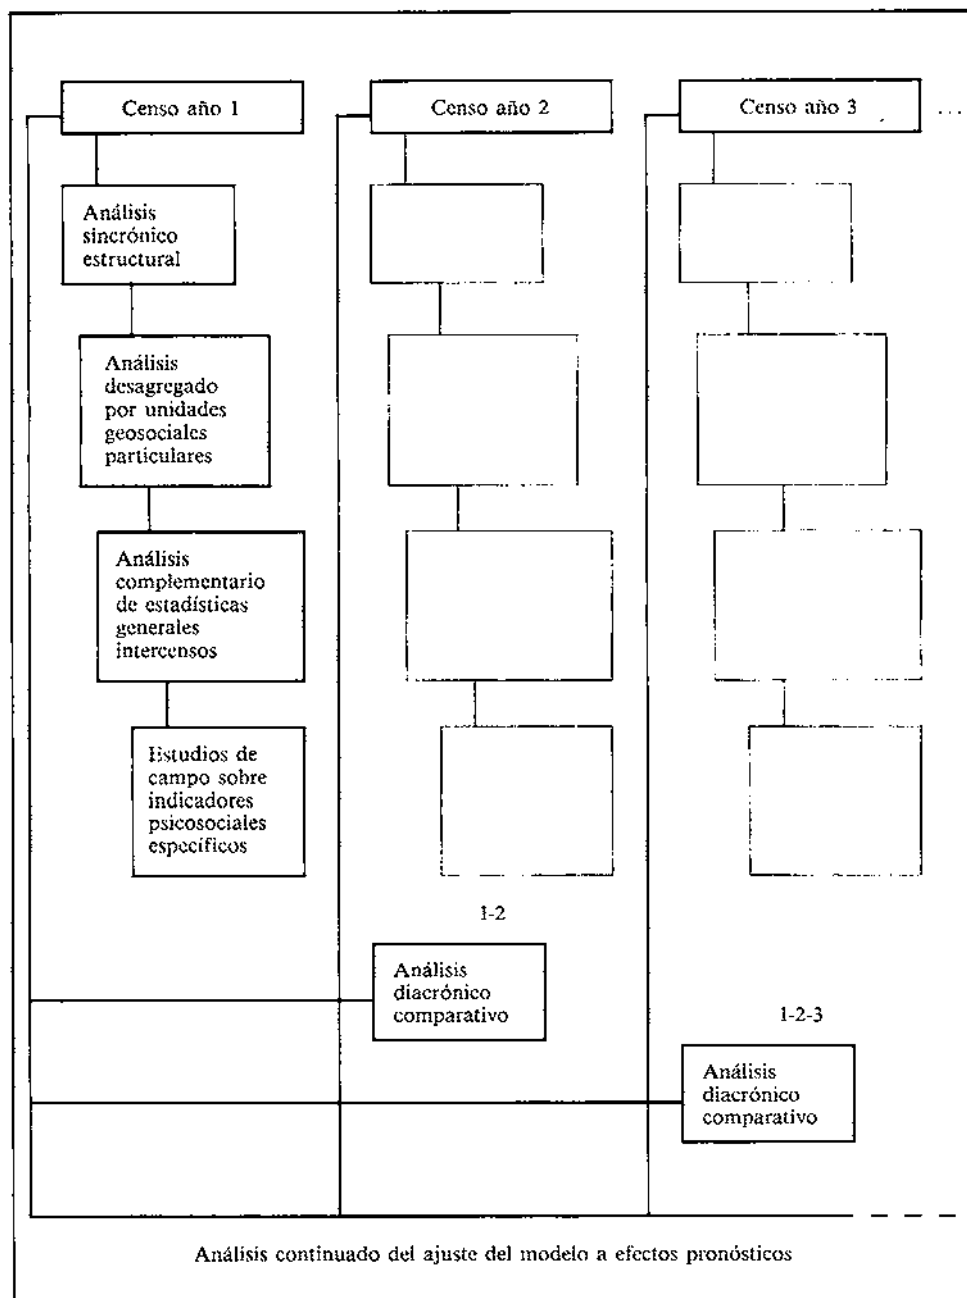 Censo año 1
Censo año 2
Censo año 3
...
Análisis
sincrónico
estructural
Análisis
desagregado
por unidades
geosociales
particulares
Análisis
complementario
de estadísticas
generales
intercensos
Estudios de
campo sobre
indicadores
psicosociales
específicos
1-2
Análisis
diacrónico
comparativo
1-2-3
Análisis
diacrónico
comparativo
Análisis continuado del ajuste del modelo a efectos pronósticos